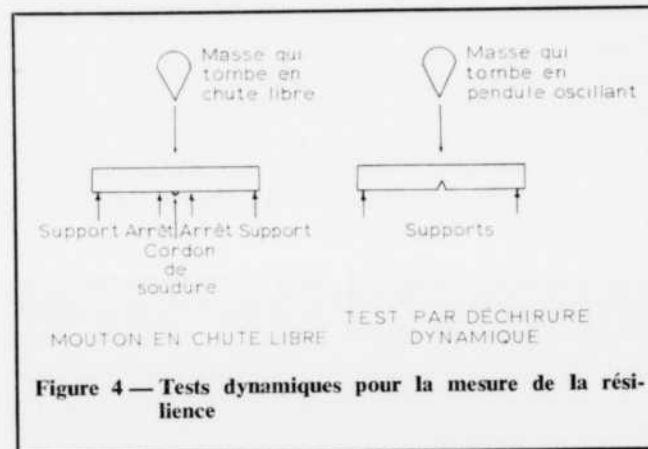 Masse qui
tombe en
chute libre
Masse qui
tombe en
pendule oscillant
Support Arrêt Arrêt Support
Cordon
de
soudure
Supports
MOUTON EN CHUTE LIBRE
TEST PAR DÉCHIRURE
DYNAMIQUE
Figure 4 — Tests dynamiques pour la mesure de la rési-
lience